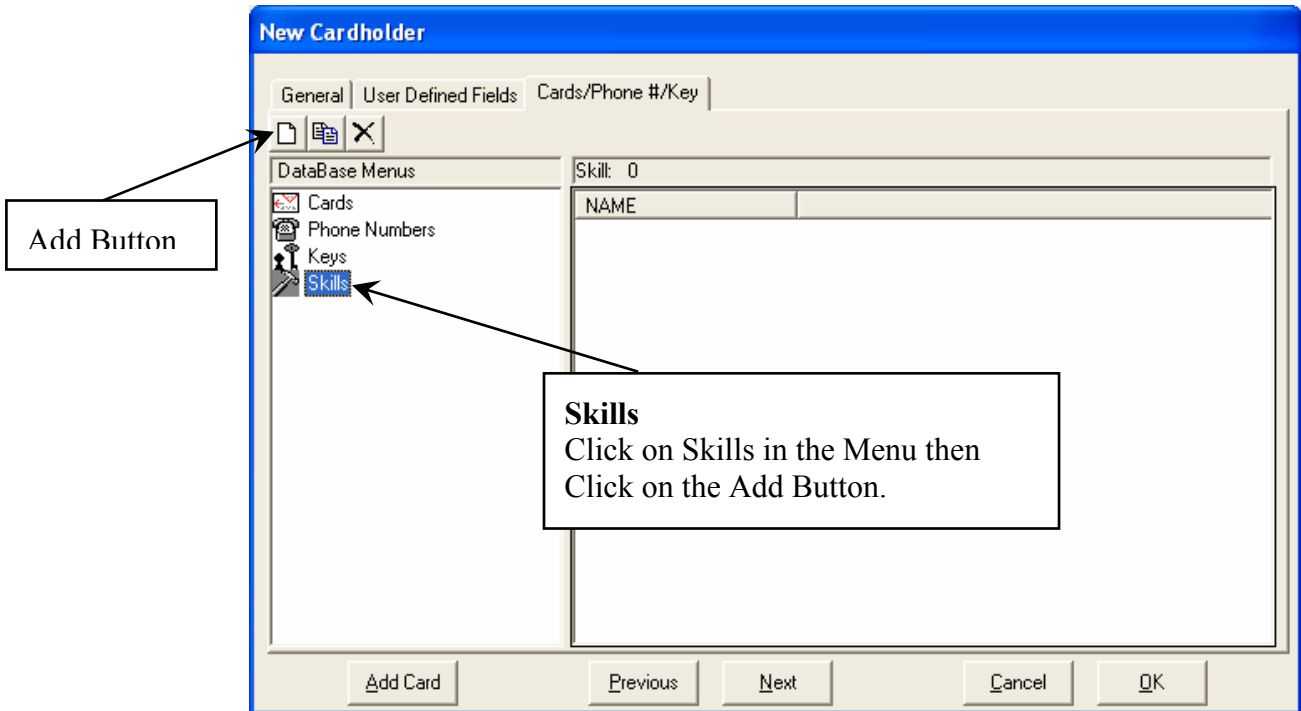 New Cardholder
General User Defined Fields Cards/Phone #/Key
DataBase Menus Skill: 0
Cards NAME
Phone Numbers
Keys
Skills
Add Button
Skills
Click on Skills in the Menu then
Click on the Add Button.
Add Card Previous Next Cancel OK